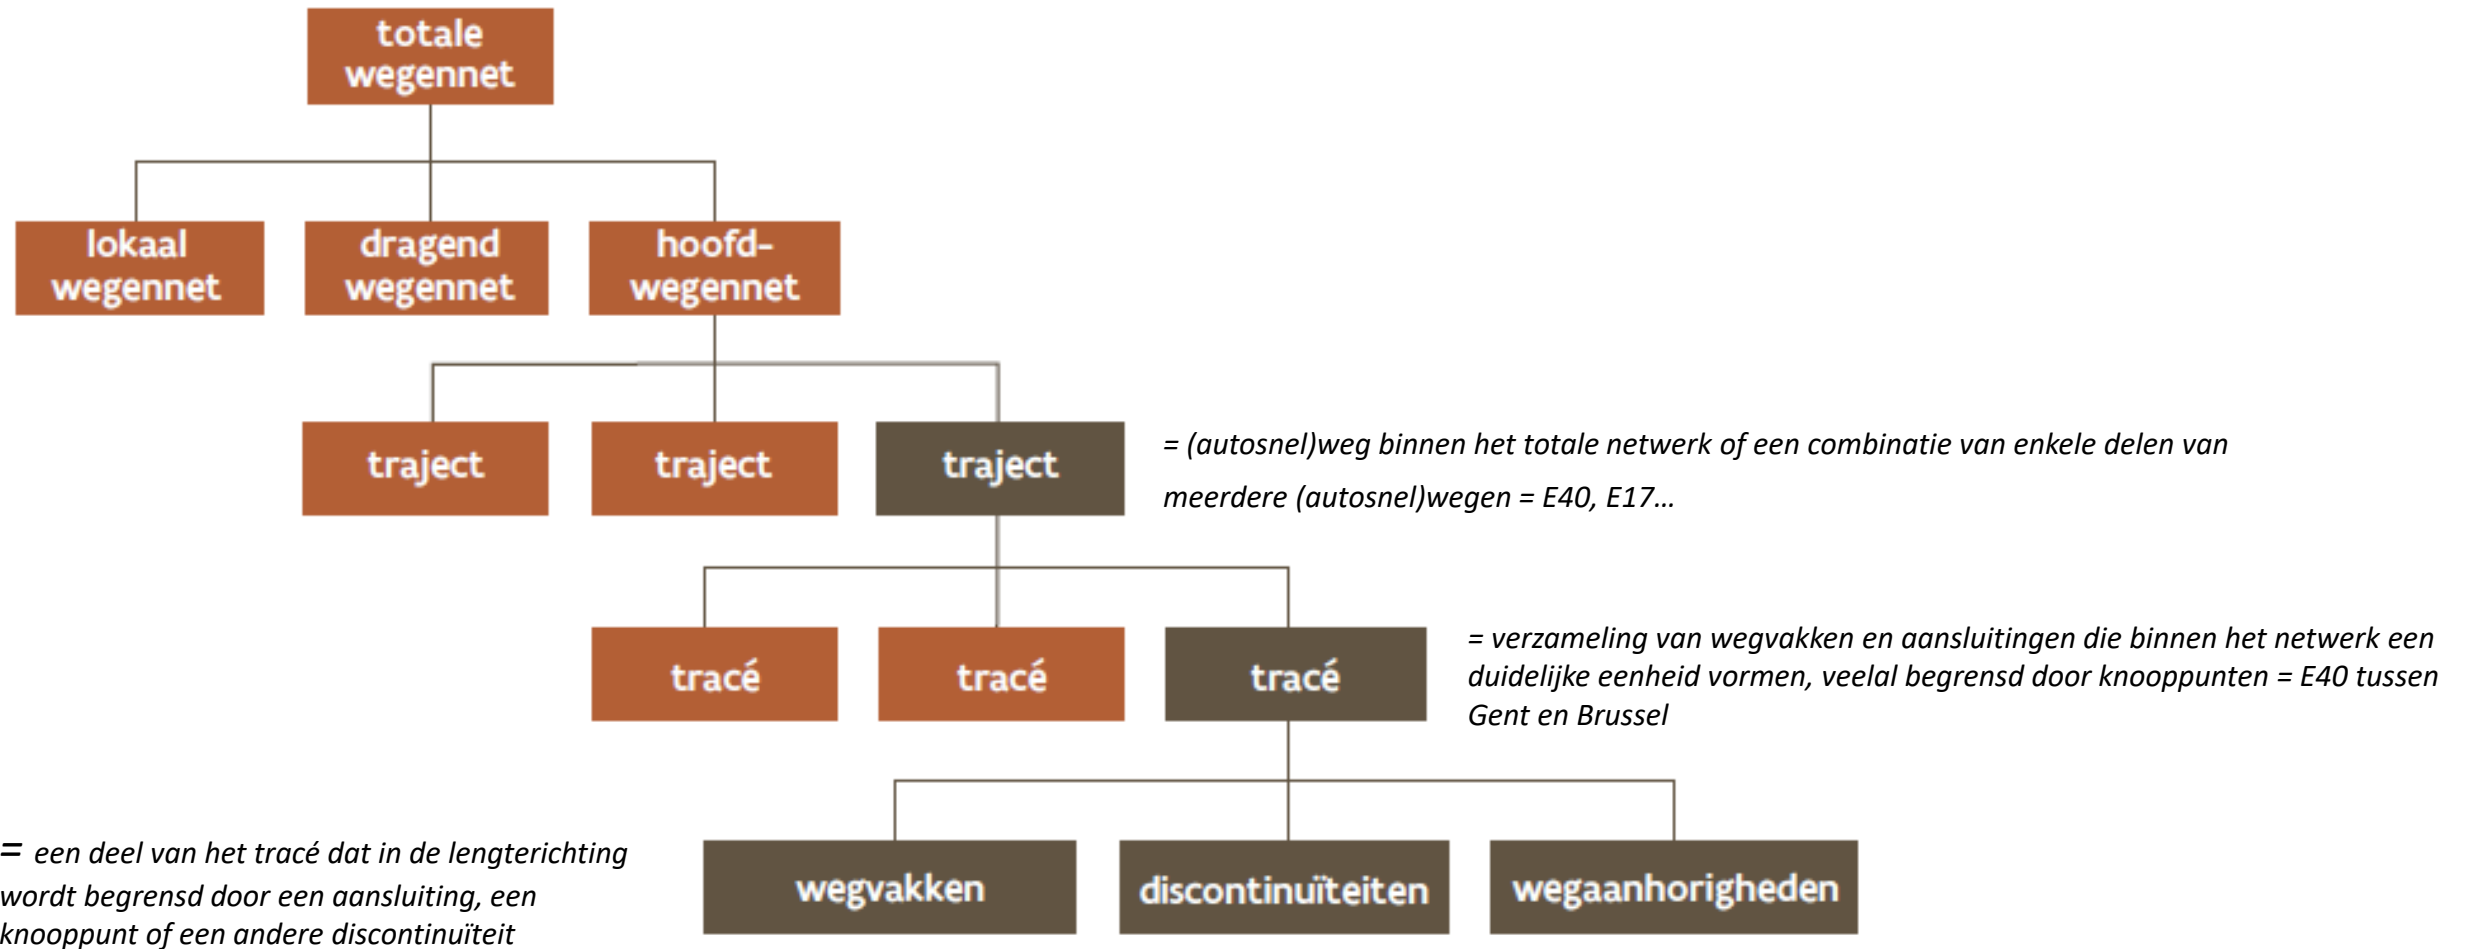 totale
wegennet
lokaal
wegennet
dragend
wegennet
hoofd-
wegennet
traject
traject
traject
= (autosnel)weg binnen het totale netwerk of een combinatie van enkele delen van
meerdere (autosnel)wegen = E40, E17…
tracé
tracé
tracé
= verzameling van wegvakken en aansluitingen die binnen het netwerk een
duidelijke eenheid vormen, veelal begrensd door knooppunten = E40 tussen
Gent en Brussel
= een deel van het tracé dat in de lengterichting
wordt begrensd door een aansluiting, een
knooppunt of een andere discontinuïteit
wegvakken
discontinuïteiten
wegaanhorigheden